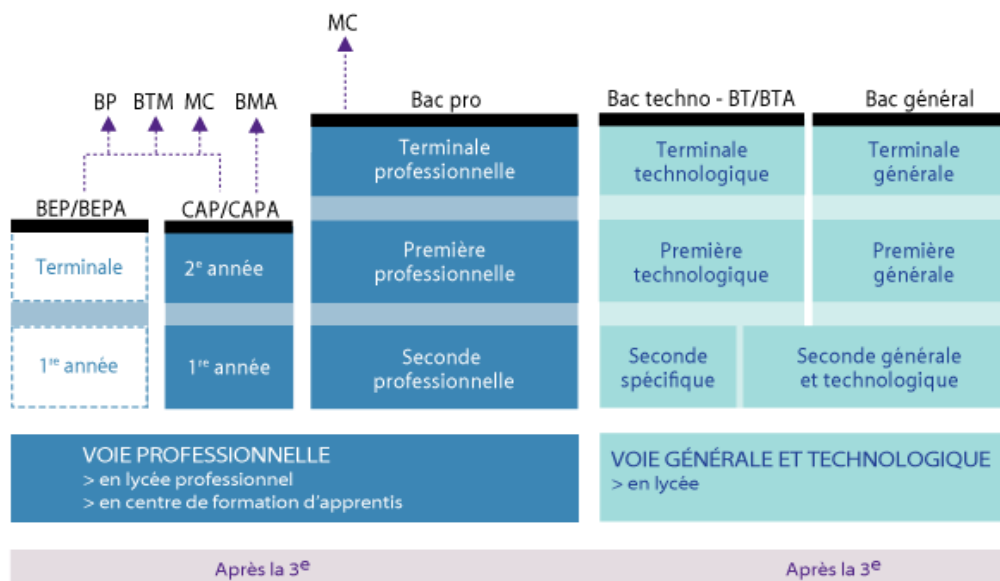 MC
BP BTM MC BMA
Bac pro
Bac techno - BT/BTA
Bac général
Terminale
professionnelle
Terminale
technologique
Terminale
générale
BEP/BEPA
CAP/CAPA
Terminale
2e année
Première
professionnelle
Première
technologique
Première
générale
1re année
1re année
Seconde
professionnelle
Seconde
spécifique
Seconde générale
et technologique
VOIE PROFESSIONNELLE
> en lycée professionnel
> en centre de formation d'apprentis
VOIE GÉNÉRALE ET TECHNOLOGIQUE
> en lycée
Après la 3e
Après la 3e